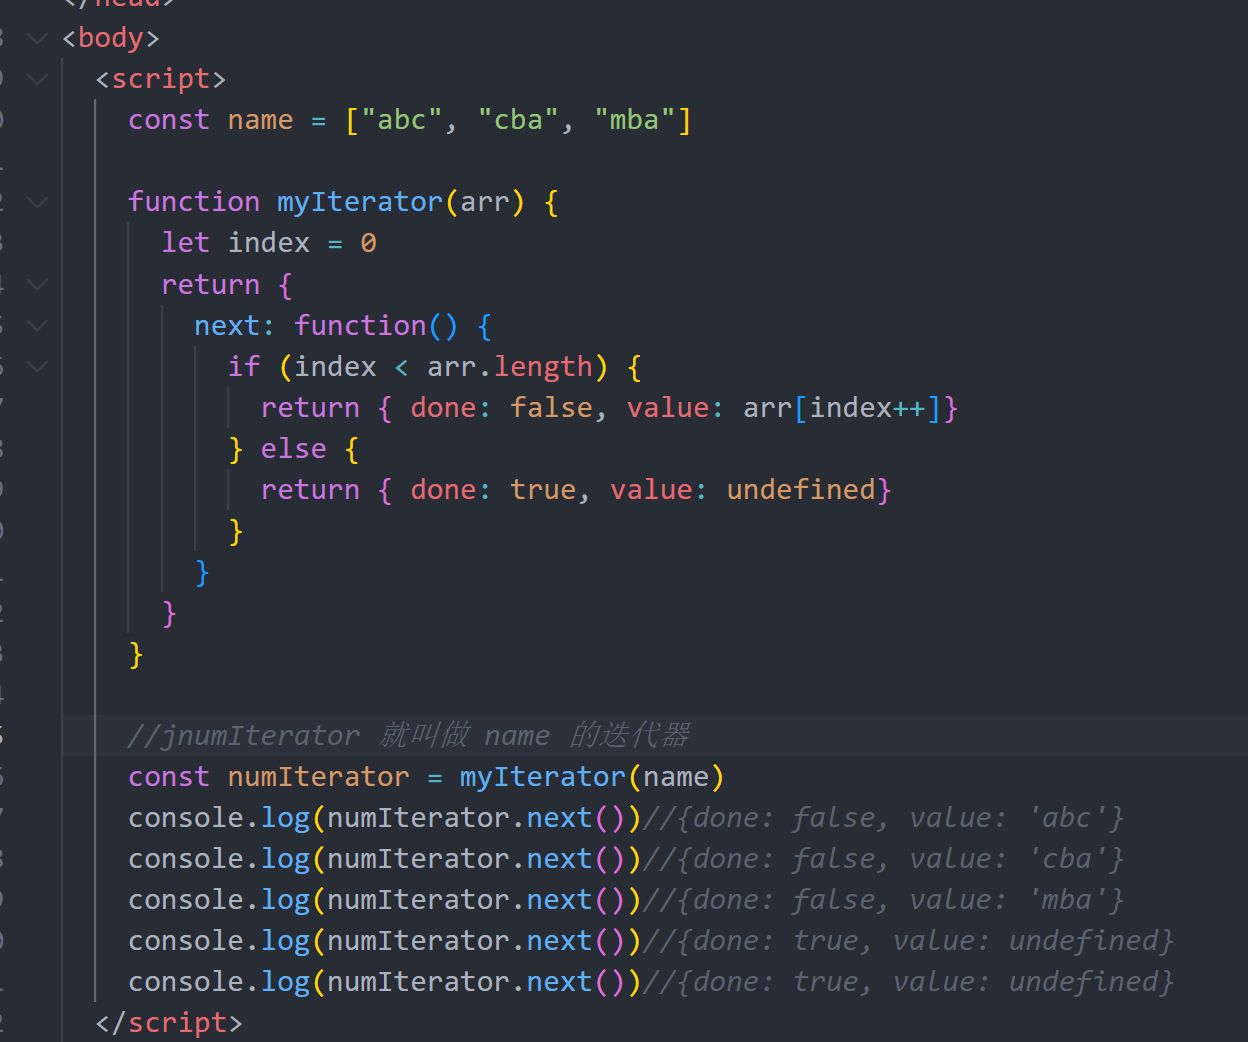 </head>
<body>
<script>
const name = ["abc", "cba", "mba"]
function myIterator(arr) {
let index = 0
return {
next: function() {
if (index < arr.length) {
return { done: false, value: arr[index++]}
} else {
return { done: true, value: undefined}
}
}
}
}
//jnumIterator 就叫做 name 的迭代器
const numIterator = myIterator(name)
console.log(numIterator.next())//{done: false, value: 'abc'}
console.log(numIterator.next())//{done: false, value: 'cba'}
console.log(numIterator.next())//{done: false, value: 'mba'}
console.log(numIterator.next())//{done: true, value: undefined}
console.log(numIterator.next())//{done: true, value: undefined}
</script>